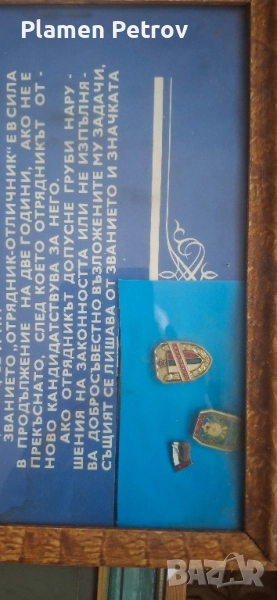 Plamen Petrov
ЗВАНИЕТО „ОТРЯДНИК-ОТЛИЧНИК" Е В СИЛА
В ПРОДЪЛЖЕНИЕ НА ДВЕ ГОДИНИ, АКО НЕ Е
ПРЕКЪСНАТО, СЛЕД КОЕТО ОТРЯДНИКЪТ ОТ-
НОВО КАНДИДАТСТВУВА ЗА НЕГО.
АКО ОТРЯДНИКЪТ ДОПУСНЕ ГРУБИ НАРУ-
ШЕНИЯ НА ЗАКОННОСТТА ИЛИ НЕ ИЗПЪЛНЯ-
ВА ДОБРОСЪВЕСТНО ВЪЗЛОЖЕНИТЕ МУ ЗАДАЧИ,
СЪЩИЯТ СЕ ЛИШАВА ОТ ЗВАНИЕТО И ЗНАЧКАТА
BAZAR